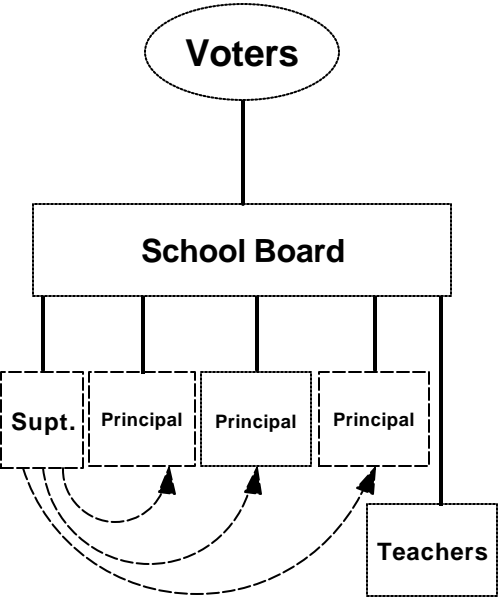 Voters
School Board
Supt.
Principal
Principal
Principal
Teachers